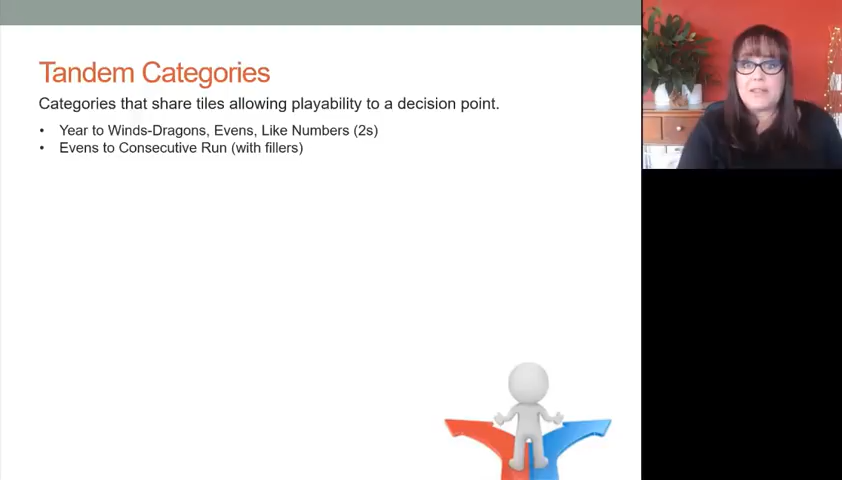 Tandem Categories
Categories that share tiles allowing playability to a decision point.
• Year to Winds-Dragons, Evens, Like Numbers (2s)
• Evens to Consecutive Run (with fillers)